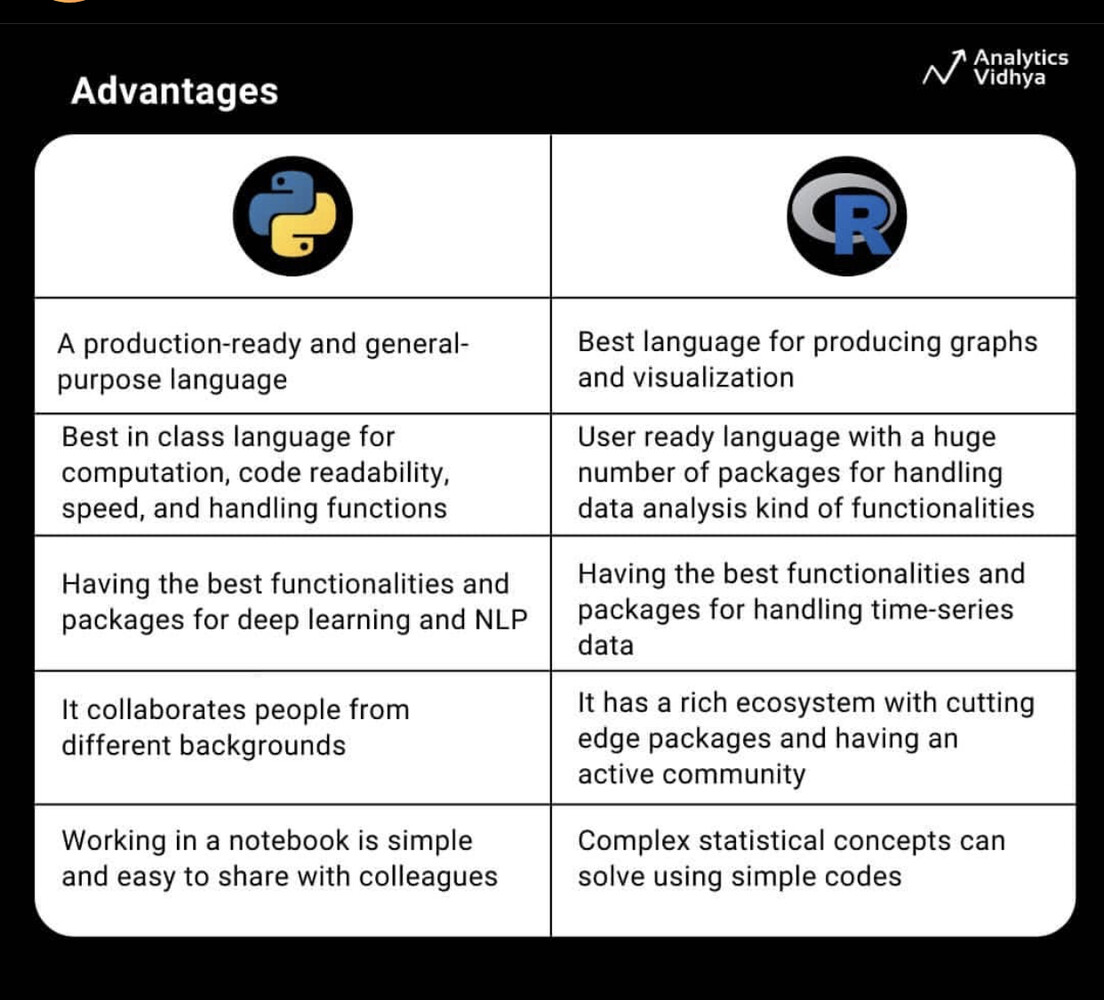 Advantages
Analytics
Vidhya
R
A production-ready and general-
purpose language
Best language for producing graphs
and visualization
Best in class language for
computation, code readability,
speed, and handling functions
User ready language with a huge
number of packages for handling
data analysis kind of functionalities
Having the best functionalities and
packages for deep learning and NLP
Having the best functionalities and
packages for handling time-series
data
It collaborates people from
different backgrounds
It has a rich ecosystem with cutting
edge packages and having an
active community
Working in a notebook is simple
and easy to share with colleagues
Complex statistical concepts can
solve using simple codes